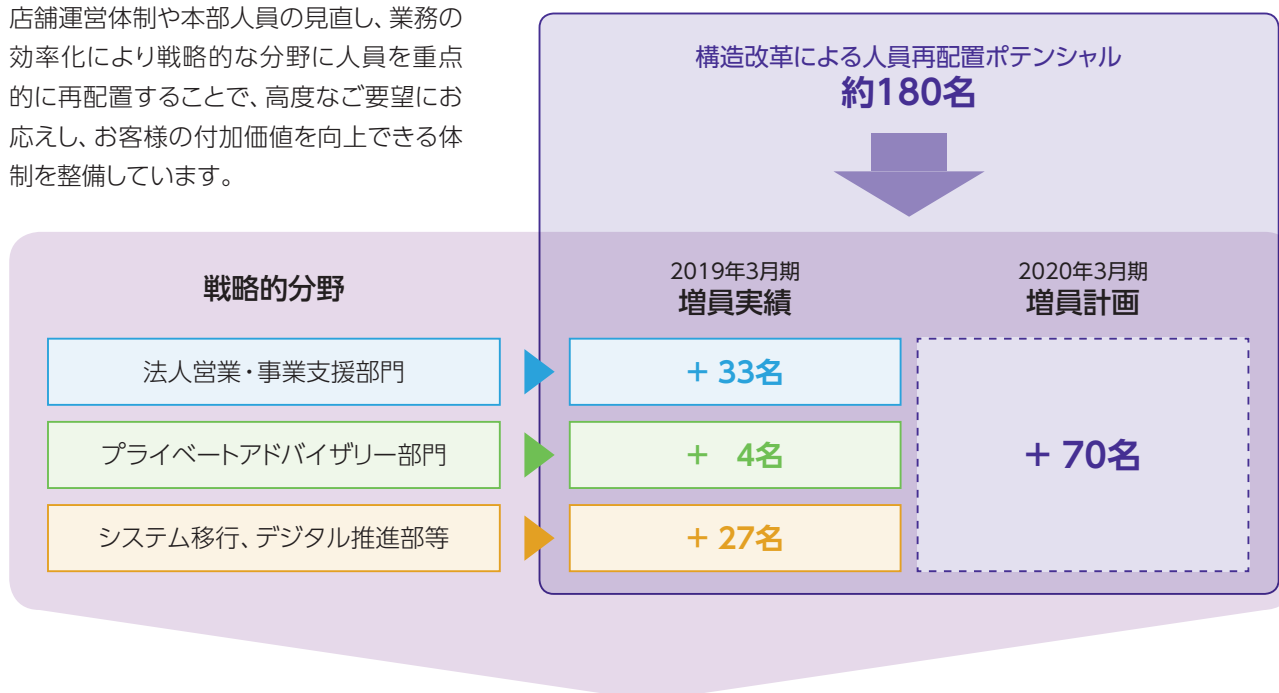 店舗運営体制や本部人員の見直し、業務の
効率化により戦略的な分野に人員を重点
的に再配置することで、高度なご要望にお
応えし、お客様の付加価値を向上できる体
制を整備しています。
構造改革による人員再配置ポテンシャル
約180名
戦略的分野
2019年3月期
増員実績
2020年3月期
増員計画
法人営業・事業支援部門
+ 33名
プライベートアドバイザリー部門
+ 4名
+ 70名
システム移行、デジタル推進部等
+ 27名